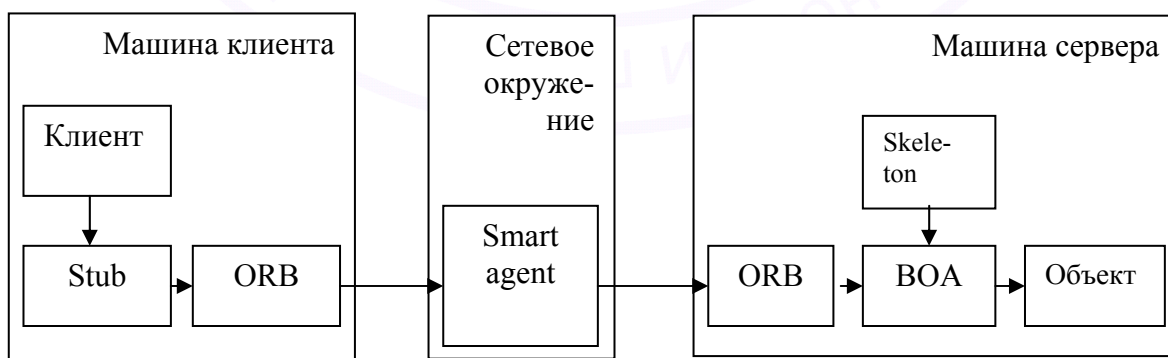 Машина клиента
Клиент
Stub
ORB
Сетевое
окруже-
ние
Smart
agent
Машина сервера
Skele-
ton
ORB
BOA
Объект